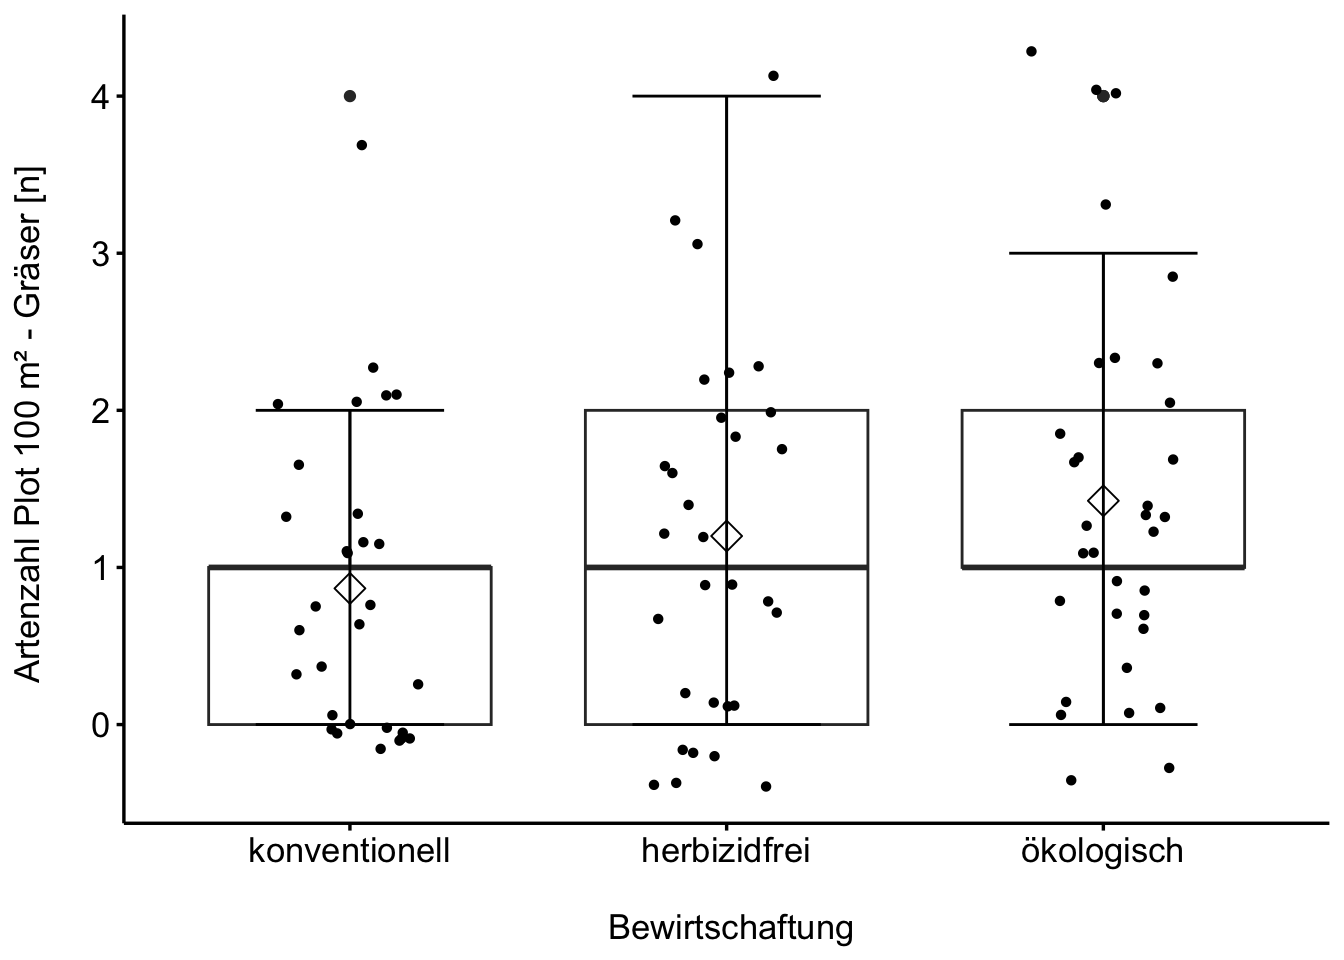 Artenzahl Plot 100 m² - Gräser [n]
4
3
2
1
0
konventionell herbizidfrei ökologisch
Bewirtschaftung